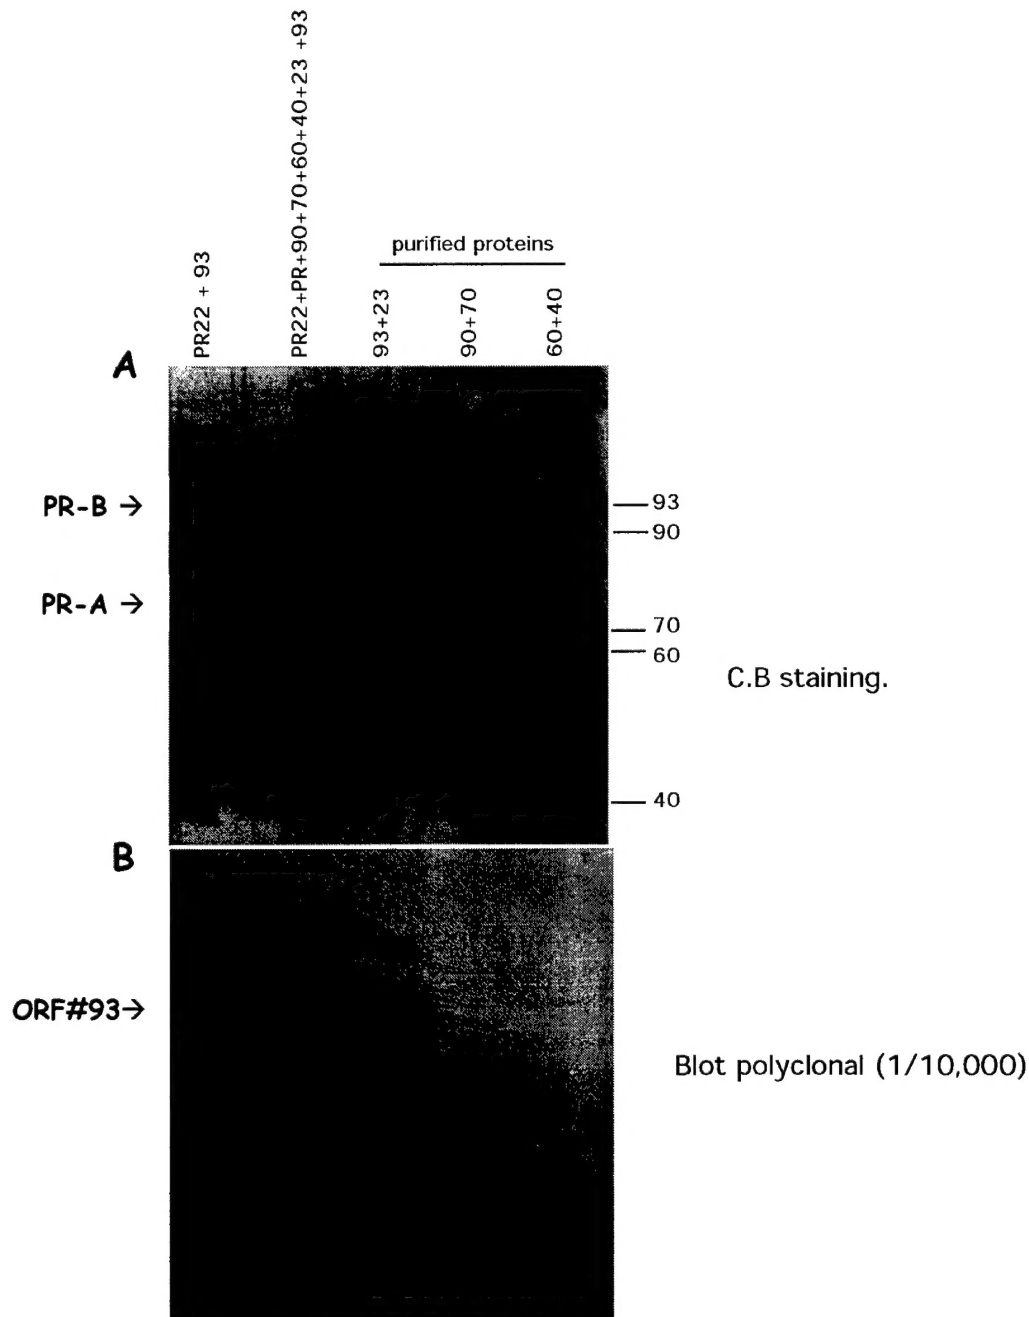 PR22 + 93
PR22+PR+90+70+60+40+23 +93
purified proteins
93+23
90+70
60+40
A
PR-B →
PR-A →
93
90
70
60
40
C.B staining.
B
ORF#93→
Blot polyclonal (1/10,000)